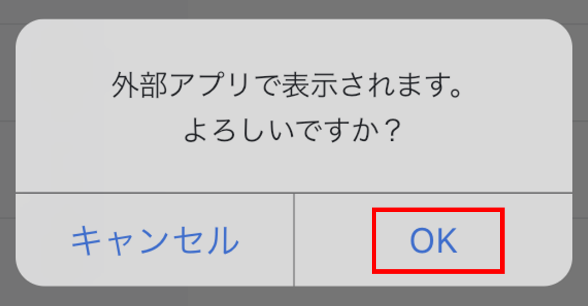 外部アプリで表示されます。
よろしいですか？
キャンセル
OK